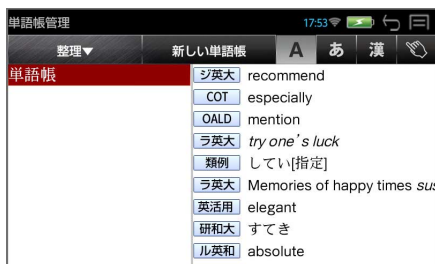 単語帳管理 17:53
整理▼ 新しい単語帳 A あ 漢
単語帳
ジ英大 recommend
COT especially
OALD mention
ラ英大 try one's luck
類例 してい[指定]
ラ英大 Memories of happy times sus
英活用 elegant
研和大 すてき
ル英和 absolute